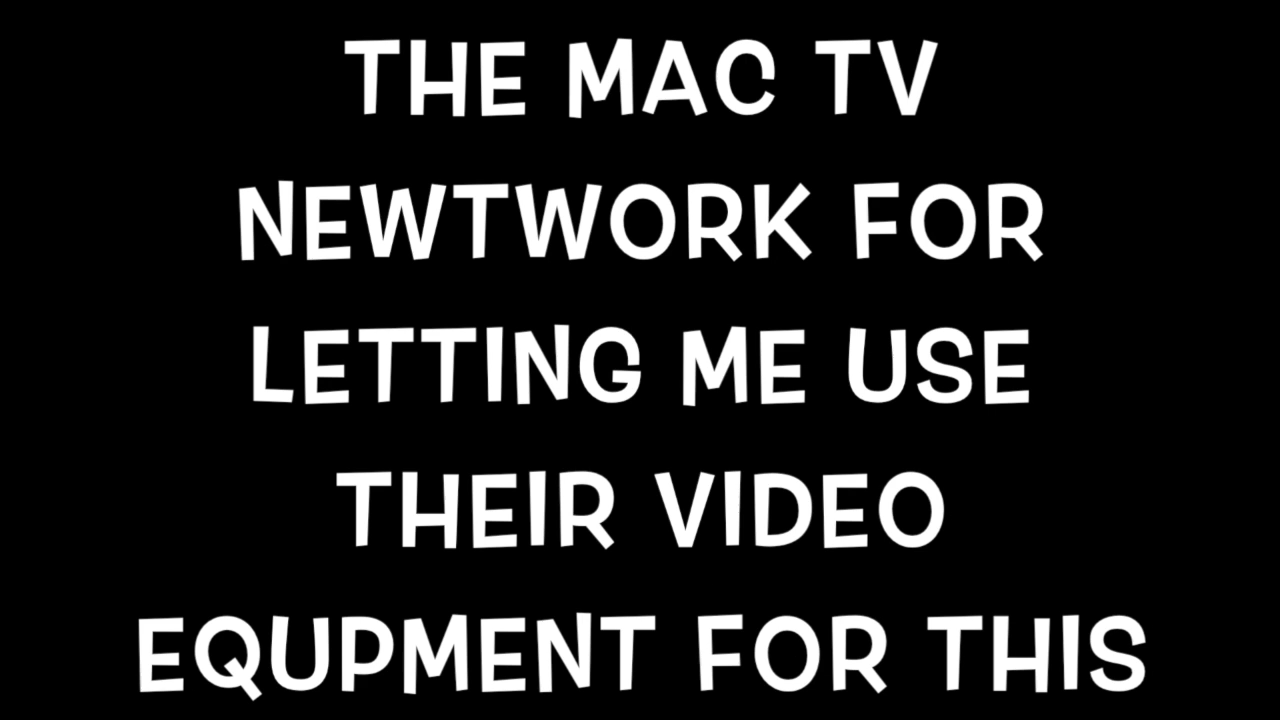 THE MAC TV
NEWTWORK FOR
LETTING ME USE
THEIR VIDEO
EQUPMENT FOR THIS